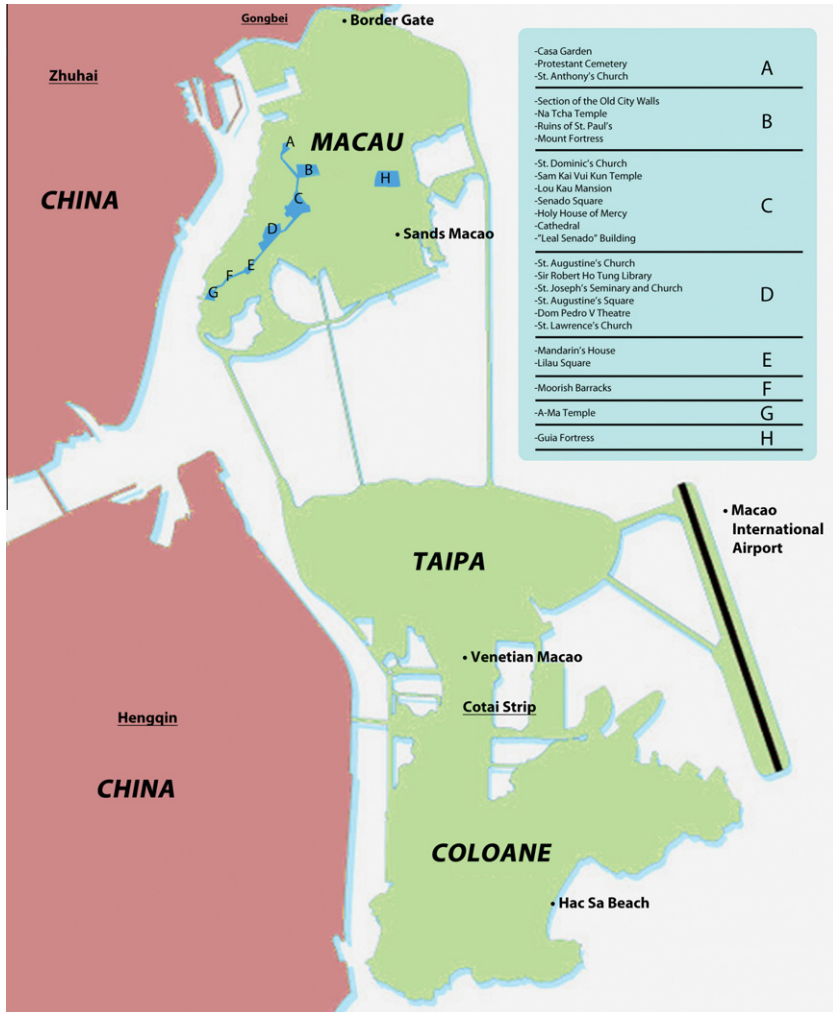 Gongbei
• Border Gate
Zhuhai
MACAU
CHINA
A
B
H
C
D
• Sands Macao
E
F
G
-Casa Garden
-Protestant Cemetery
-St. Anthony's Church
A
-Section of the Old City Walls
-Na Tcha Temple
-Ruins of St. Paul's
-Mount Fortress
B
-St. Dominic's Church
-Sam Kai Vui Kun Temple
-Lou Kau Mansion
-Senado Square
-Holy House of Mercy
-Cathedral
-"Leal Senado" Building
C
-St. Augustine's Church
-Sir Robert Ho Tung Library
-St. Joseph's Seminary and Church
-St. Augustine's Square
-Dom Pedro V Theatre
-St. Lawrence's Church
D
-Mandarin's House
-Lilau Square
E
-Moorish Barracks
F
-A-Ma Temple
G
-Guia Fortress
H
• Macao
International
Airport
TAIPA
• Venetian Macao
Cotai Strip
Hengqin
CHINA
COLOANE
• Hac Sa Beach